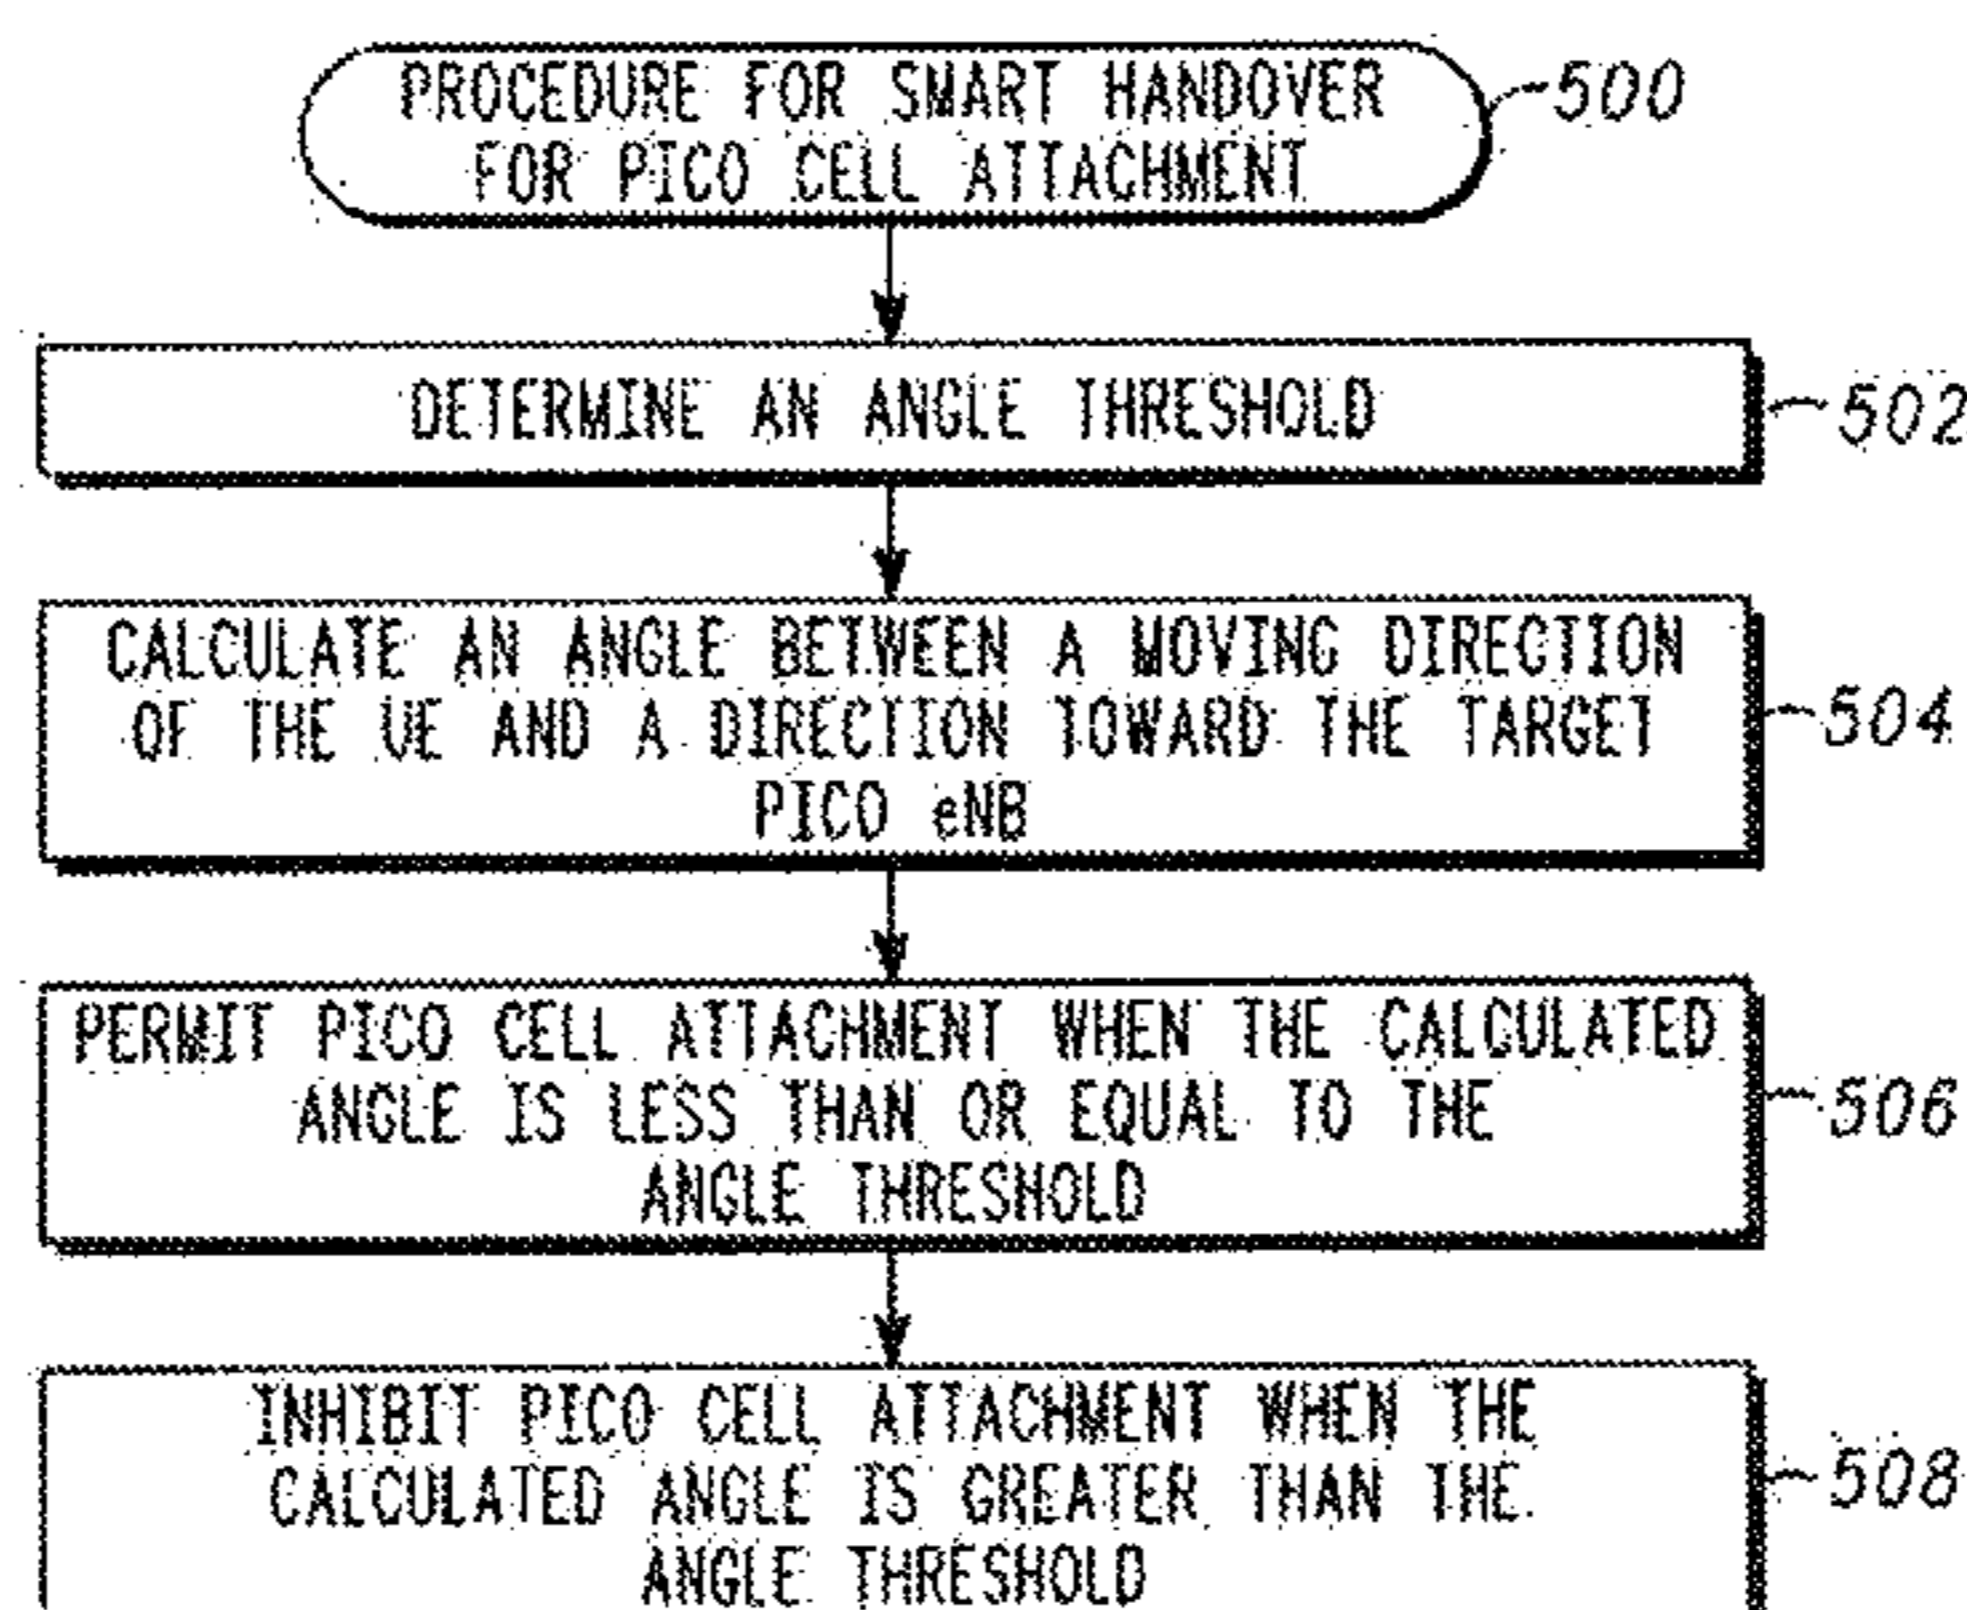 PROCEDURE FOR SMART HANDOVER
FOR PICO CELL ATTACHMENT
500
DETERMINE AN ANGLE THRESHOLD
502
CALCULATE AN ANGLE BETWEEN A MOVING DIRECTION
OF THE UE AND A DIRECTION TOWARD THE TARGET
PICO eNB
504
PERMIT PICO CELL ATTACHMENT WHEN THE CALCULATED
ANGLE IS LESS THAN OR EQUAL TO THE
ANGLE THRESHOLD
506
INHIBIT PICO CELL ATTACHMENT WHEN THE
CALCULATED ANGLE IS GREATER THAN THE
ANGLE THRESHOLD
508